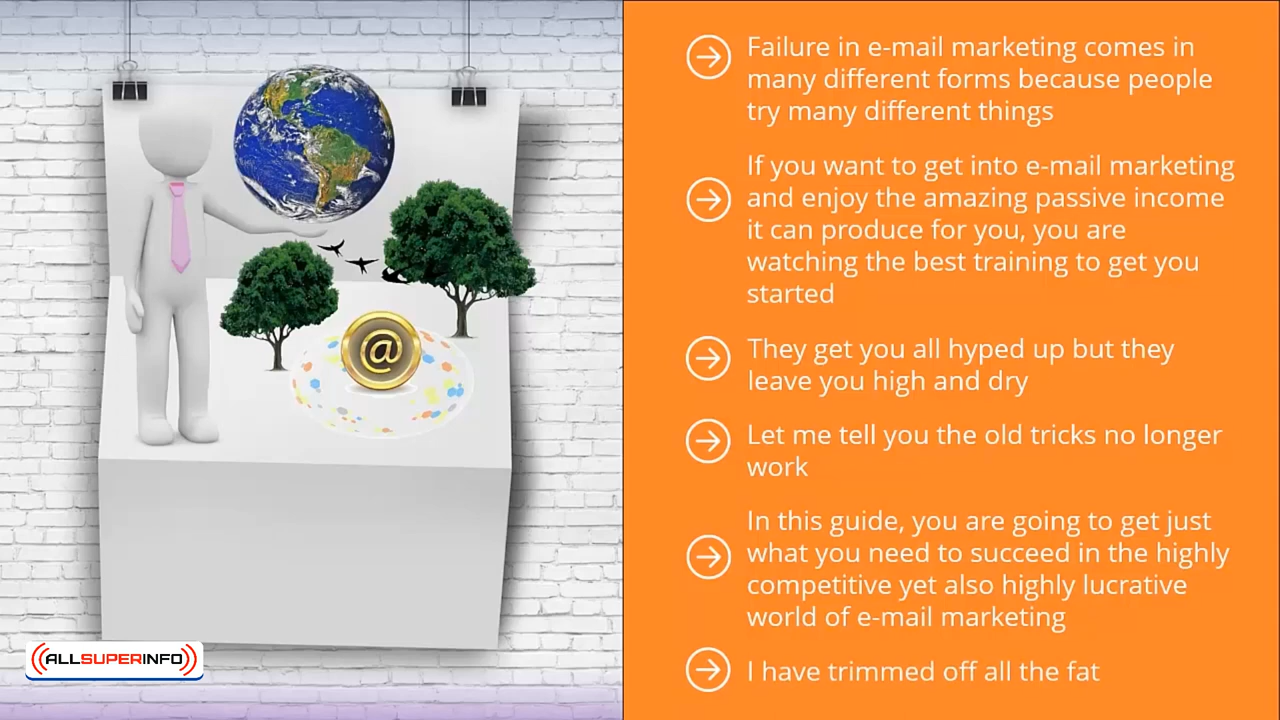 Failure in e-mail marketing comes in
many different forms because people
try many different things
If you want to get into e-mail marketing
and enjoy the amazing passive income
it can produce for you, you are
watching the best training to get you
started
They get you all hyped up but they
leave you high and dry
Let me tell you the old tricks no longer
work
In this guide, you are going to get just
what you need to succeed in the highly
competitive yet also highly lucrative
world of e-mail marketing
I have trimmed off all the fat
@
ALLSUPERINFO